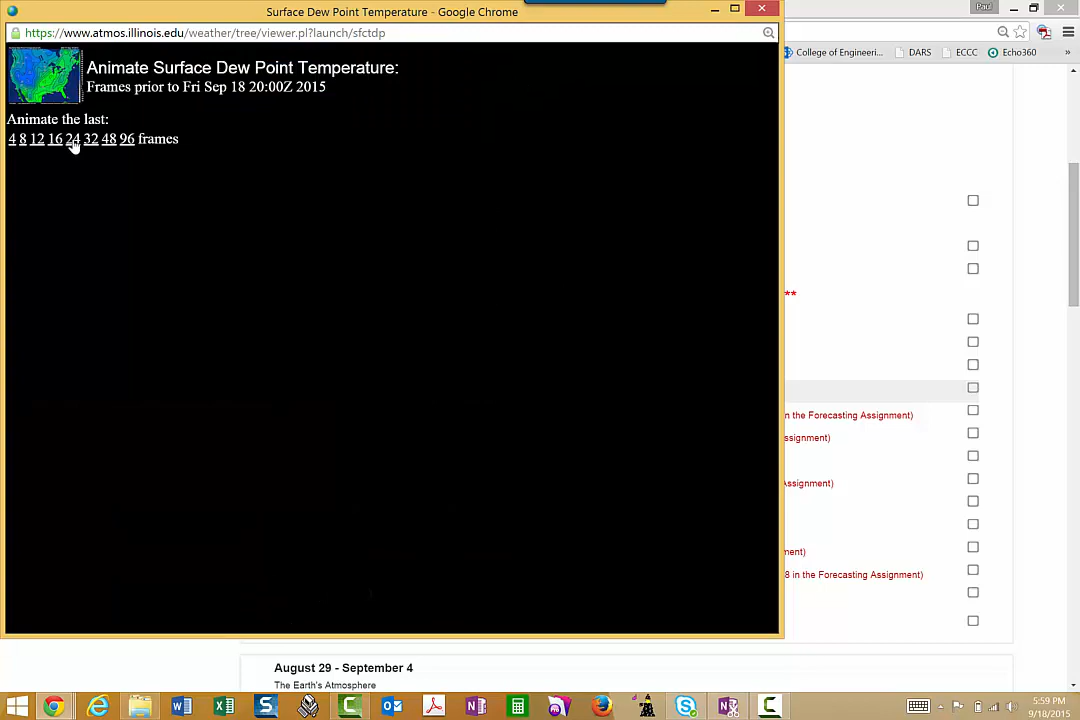 Surface Dew Point Temperature - Google Chrome
Paul
https://www.atmos.illinois.edu/weather/tree/viewer.pl?launch/sfctdp
College of Engineeri...
DARS
ECCC
Echo360
»
Animate Surface Dew Point Temperature:
Frames prior to Fri Sep 18 20:00Z 2015
Animate the last:
4 8 12 16 24 32 48 96 frames
**
n the Forecasting Assignment)
ssignment)
Assignment)
ment)
8 in the Forecasting Assignment)
August 29 - September 4
The Earth's Atmosphere
5:59 PM
9/18/2015